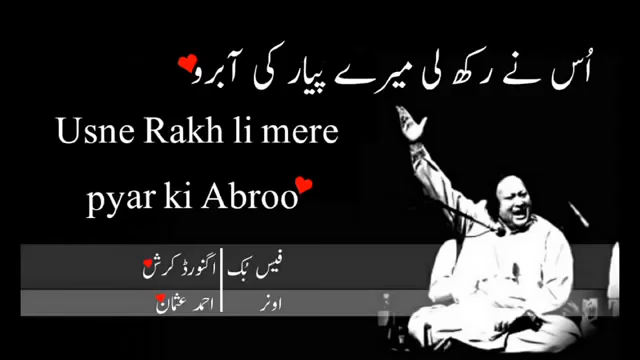 اُس نے رکھ لی میرے پیار کی آبرو
Usne Rakh li mere
pyar ki Abroo
فیس بُک اگنورڈ کرش
اونر احمد عثمان